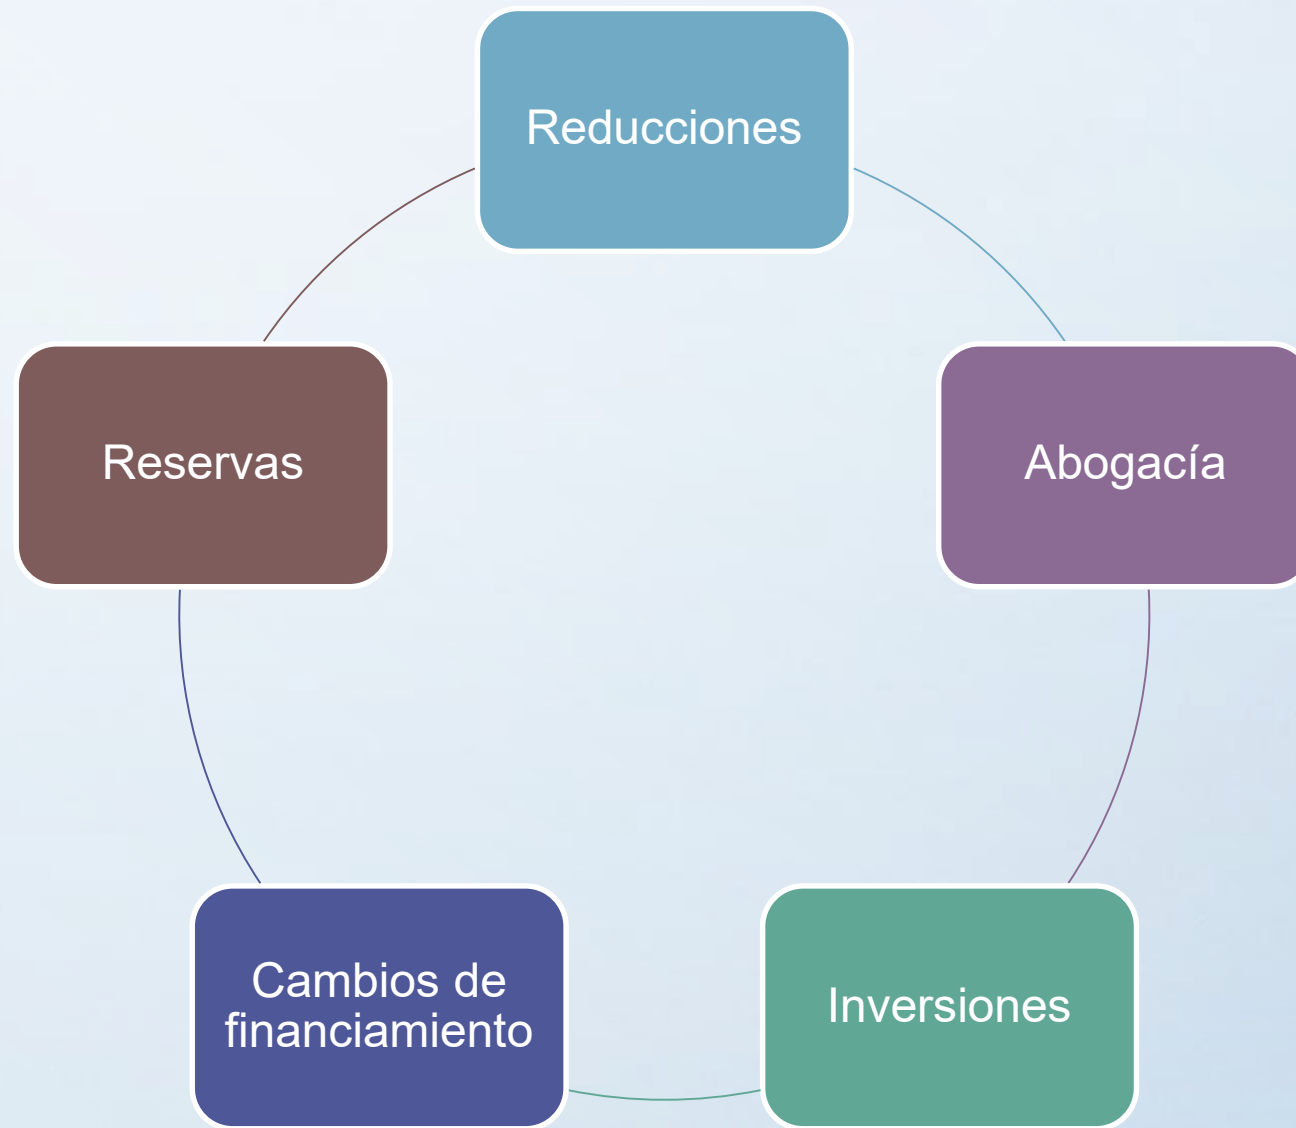 Reducciones
Abogacía
Inversiones
Cambios de
financiamiento
Reservas